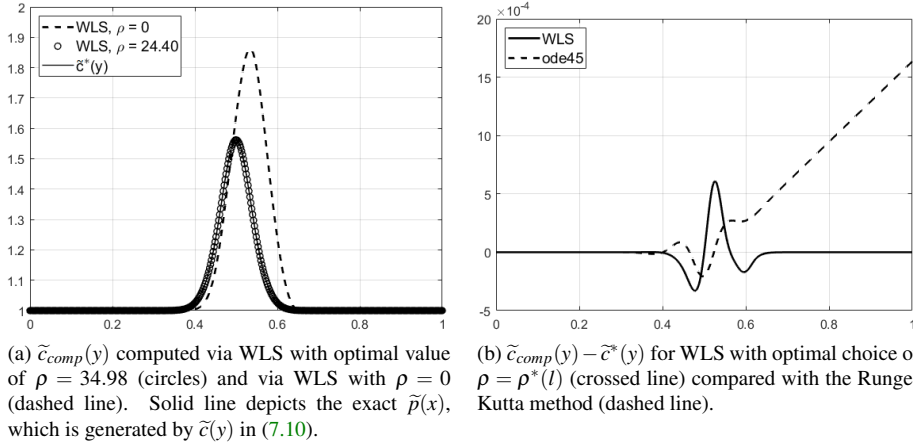 2
1.9
1.8
1.7
1.6
1.5
1.4
1.3
1.2
1.1
1
0 0.2 0.4 0.6 0.8 1
WLS, ρ = 0
WLS, ρ = 24.40
c̃*(y)
20 ×10⁻⁴
15
10
5
0
-5
0 0.2 0.4 0.6 0.8 1
WLS
ode45
(a) c̃comp(y) computed via WLS with optimal value
of ρ = 34.98 (circles) and via WLS with ρ = 0
(dashed line). Solid line depicts the exact p̃(x),
which is generated by c̃(y) in (7.10).
(b) c̃comp(y) − c̃*(y) for WLS with optimal choice o
ρ = ρ*(l) (crossed line) compared with the Runge
Kutta method (dashed line).